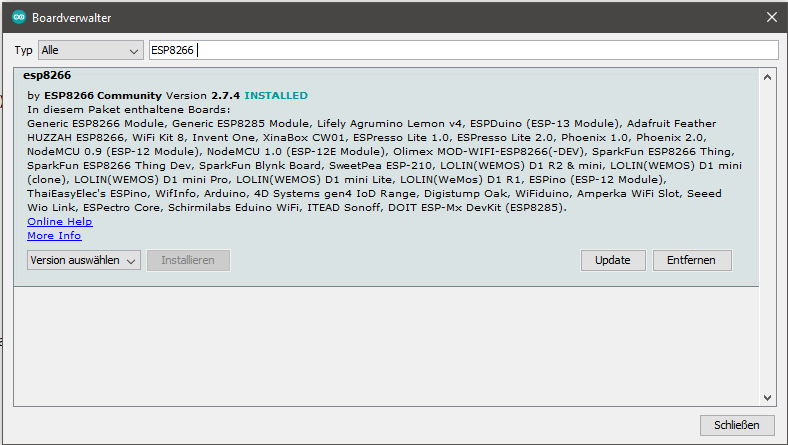 Boardverwalter
Typ Alle ESP8266
esp8266
by ESP8266 Community Version 2.7.4 INSTALLED
In diesem Paket enthaltene Boards:
Generic ESP8266 Module, Generic ESP8285 Module, Lifely Agrumino Lemon v4, ESPDuino (ESP-13 Module), Adafruit Feather
HUZZAH ESP8266, WiFi Kit 8, Invent One, XinaBox CW01, ESPresso Lite 1.0, ESPresso Lite 2.0, Phoenix 1.0, Phoenix 2.0,
NodeMCU 0.9 (ESP-12 Module), NodeMCU 1.0 (ESP-12E Module), Olimex MOD-WIFI-ESP8266(-DEV), SparkFun ESP8266 Thing,
SparkFun ESP8266 Thing Dev, SparkFun Blynk Board, SweetPea ESP-210, LOLIN(WEMOS) D1 R2 & mini, LOLIN(WEMOS) D1 mini
(clone), LOLIN(WEMOS) D1 mini Pro, LOLIN(WEMOS) D1 mini Lite, LOLIN(WeMos) D1 R1, ESPino (ESP-12 Module),
ThaiEasyElec's ESPino, WifInfo, Arduino, 4D Systems gen4 IoD Range, Digistump Oak, WiFiduino, Amperka WiFi Slot, Seeed
Wio Link, ESPectro Core, Schirmilabs Eduino WiFi, ITEAD Sonoff, DOIT ESP-Mx DevKit (ESP8285).
Online Help
More Info
Version auswählen Installieren Update Entfernen
Schließen